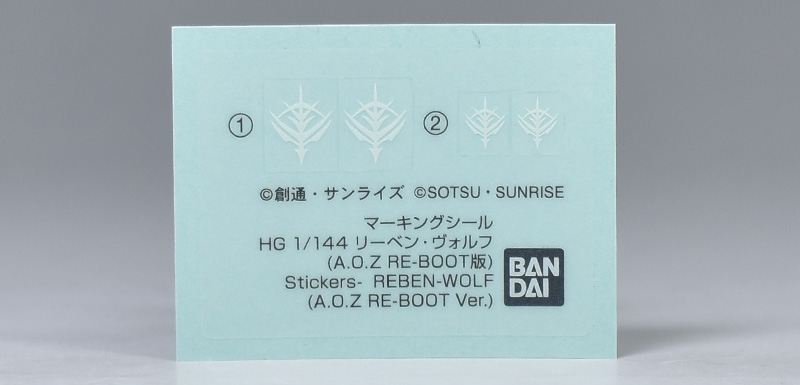 ① ②
©創通・サンライズ ©SOTSU・SUNRISE
マーキングシール
HG 1/144 リーベン・ヴォルフ
(A.O.Z RE-BOOT版)
Stickers- REBEN-WOLF
(A.O.Z RE-BOOT Ver.)
BAN
DAI